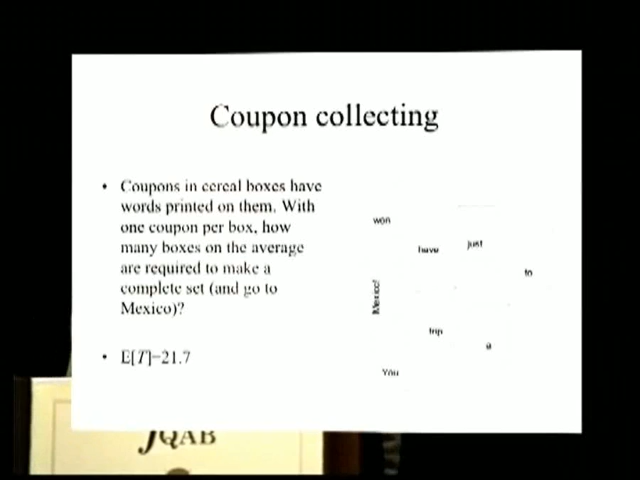 Coupon collecting
• Coupons in cereal boxes have
words printed on them. With
one coupon per box, how
many boxes on the average
are required to make a
complete set (and go to
Mexico)?
• E[T]=21.7
won
have
just
to
Mexico!
trip
a
You
JQAB